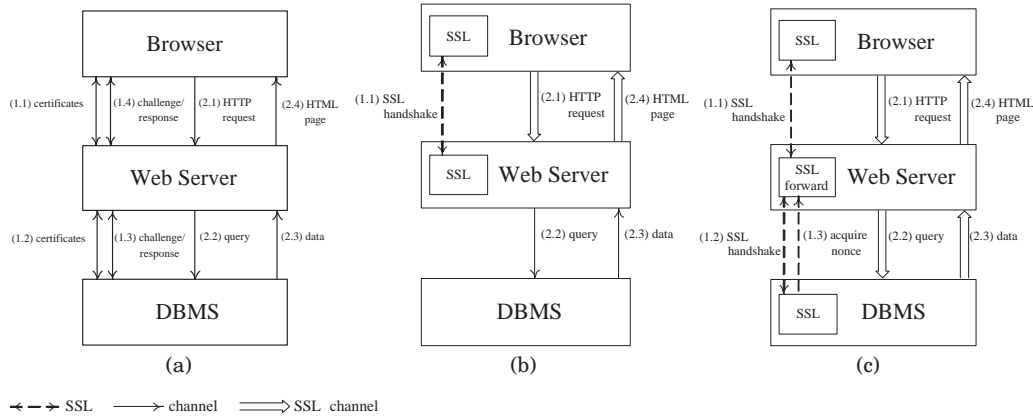 Browser
(1.1) certificates
(1.4) challenge/
response
(2.1) HTTP
request
(2.4) HTML
page
Web Server
(1.2) certificates
(1.3) challenge/
response
(2.2) query
(2.3) data
DBMS
(a)
SSL
Browser
(1.1) SSL
handshake
(2.1) HTTP
request
(2.4) HTML
page
SSL
Web Server
(2.2) query
(2.3) data
DBMS
(b)
SSL
Browser
(1.1) SSL
handshake
(2.1) HTTP
request
(2.4) HTML
page
SSL
forward
Web Server
(1.2) SSL
handshake
(1.3) acquire
nonce
(2.2) query
(2.3) data
SSL
DBMS
(c)
SSL
channel
SSL channel